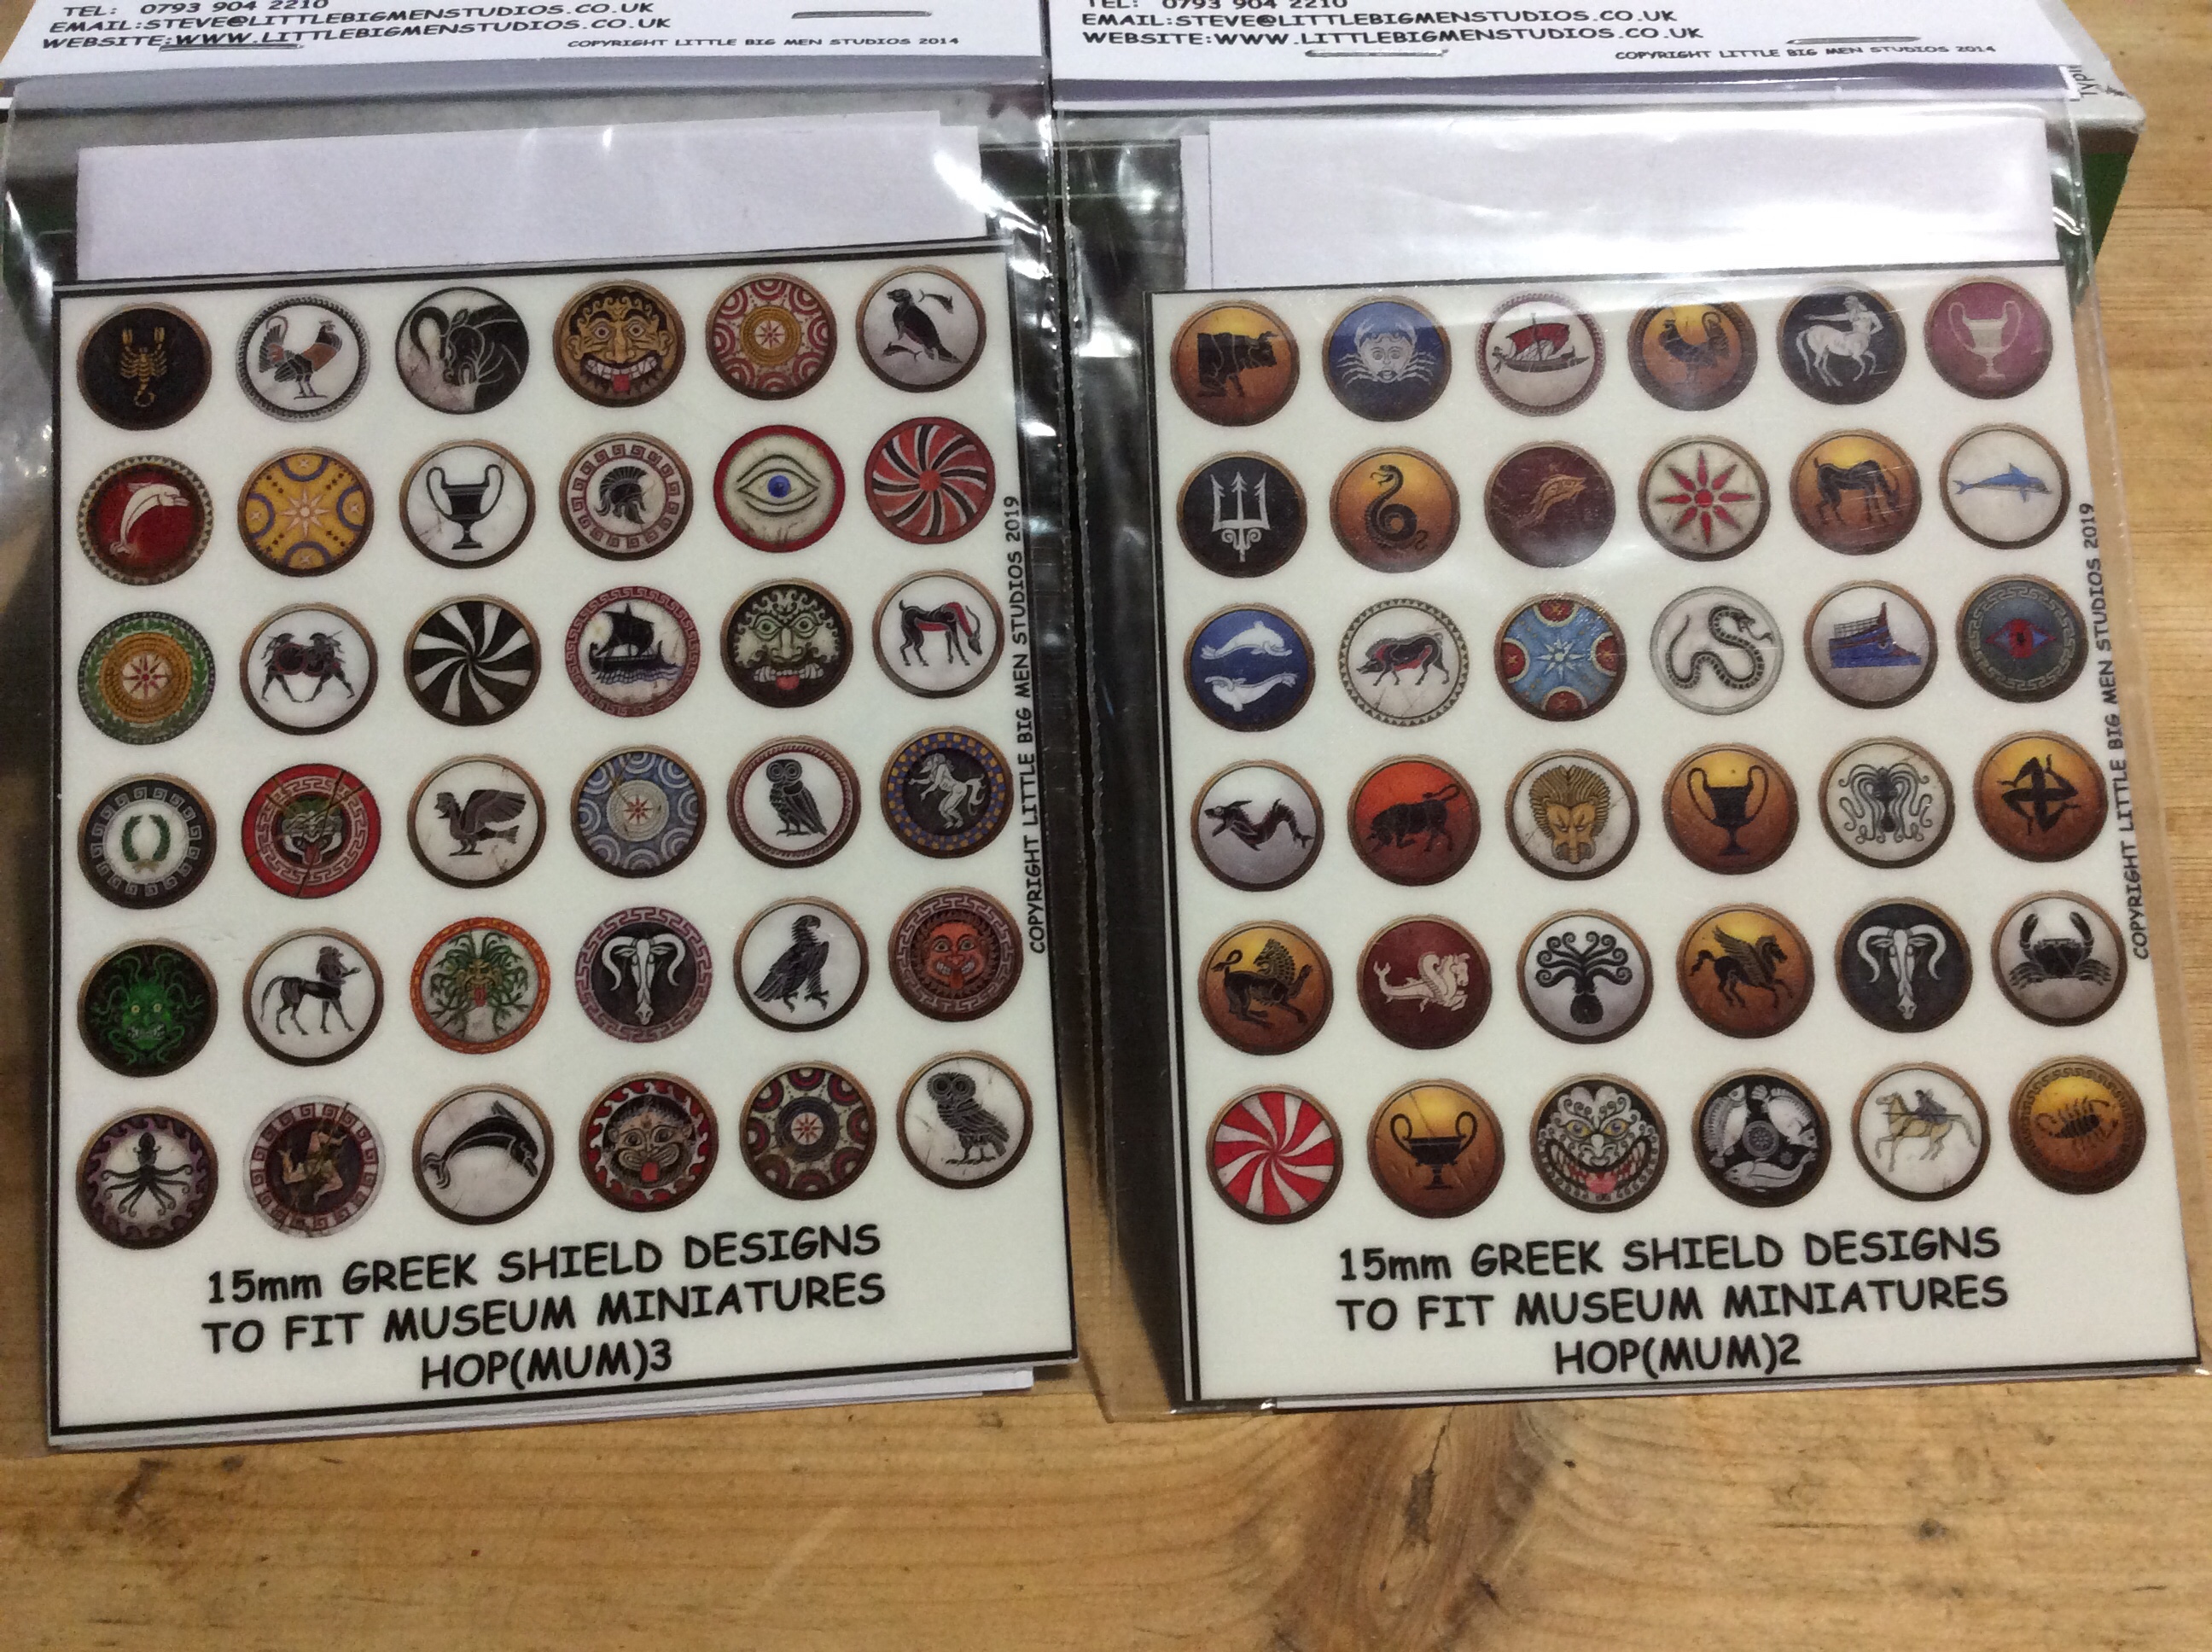 TEL: 0793 904 2210
EMAIL:STEVE@LITTLEBIGMENSTUDIOS.CO.UK
WEBSITE:WWW.LITTLEBIGMENSTUDIOS.CO.UK
COPYRIGHT LITTLE BIG MEN STUDIOS 2014
COPYRIGHT LITTLE BIG MEN STUDIOS 2019
15mm GREEK SHIELD DESIGNS
TO FIT MUSEUM MINIATURES
HOP(MUM)3
TEL: 0793 904 2210
EMAIL:STEVE@LITTLEBIGMENSTUDIOS.CO.UK
WEBSITE:WWW.LITTLEBIGMENSTUDIOS.CO.UK
COPYRIGHT LITTLE BIG MEN STUDIOS 2014
COPYRIGHT LITTLE BIG MEN STUDIOS 2019
15mm GREEK SHIELD DESIGNS
TO FIT MUSEUM MINIATURES
HOP(MUM)2